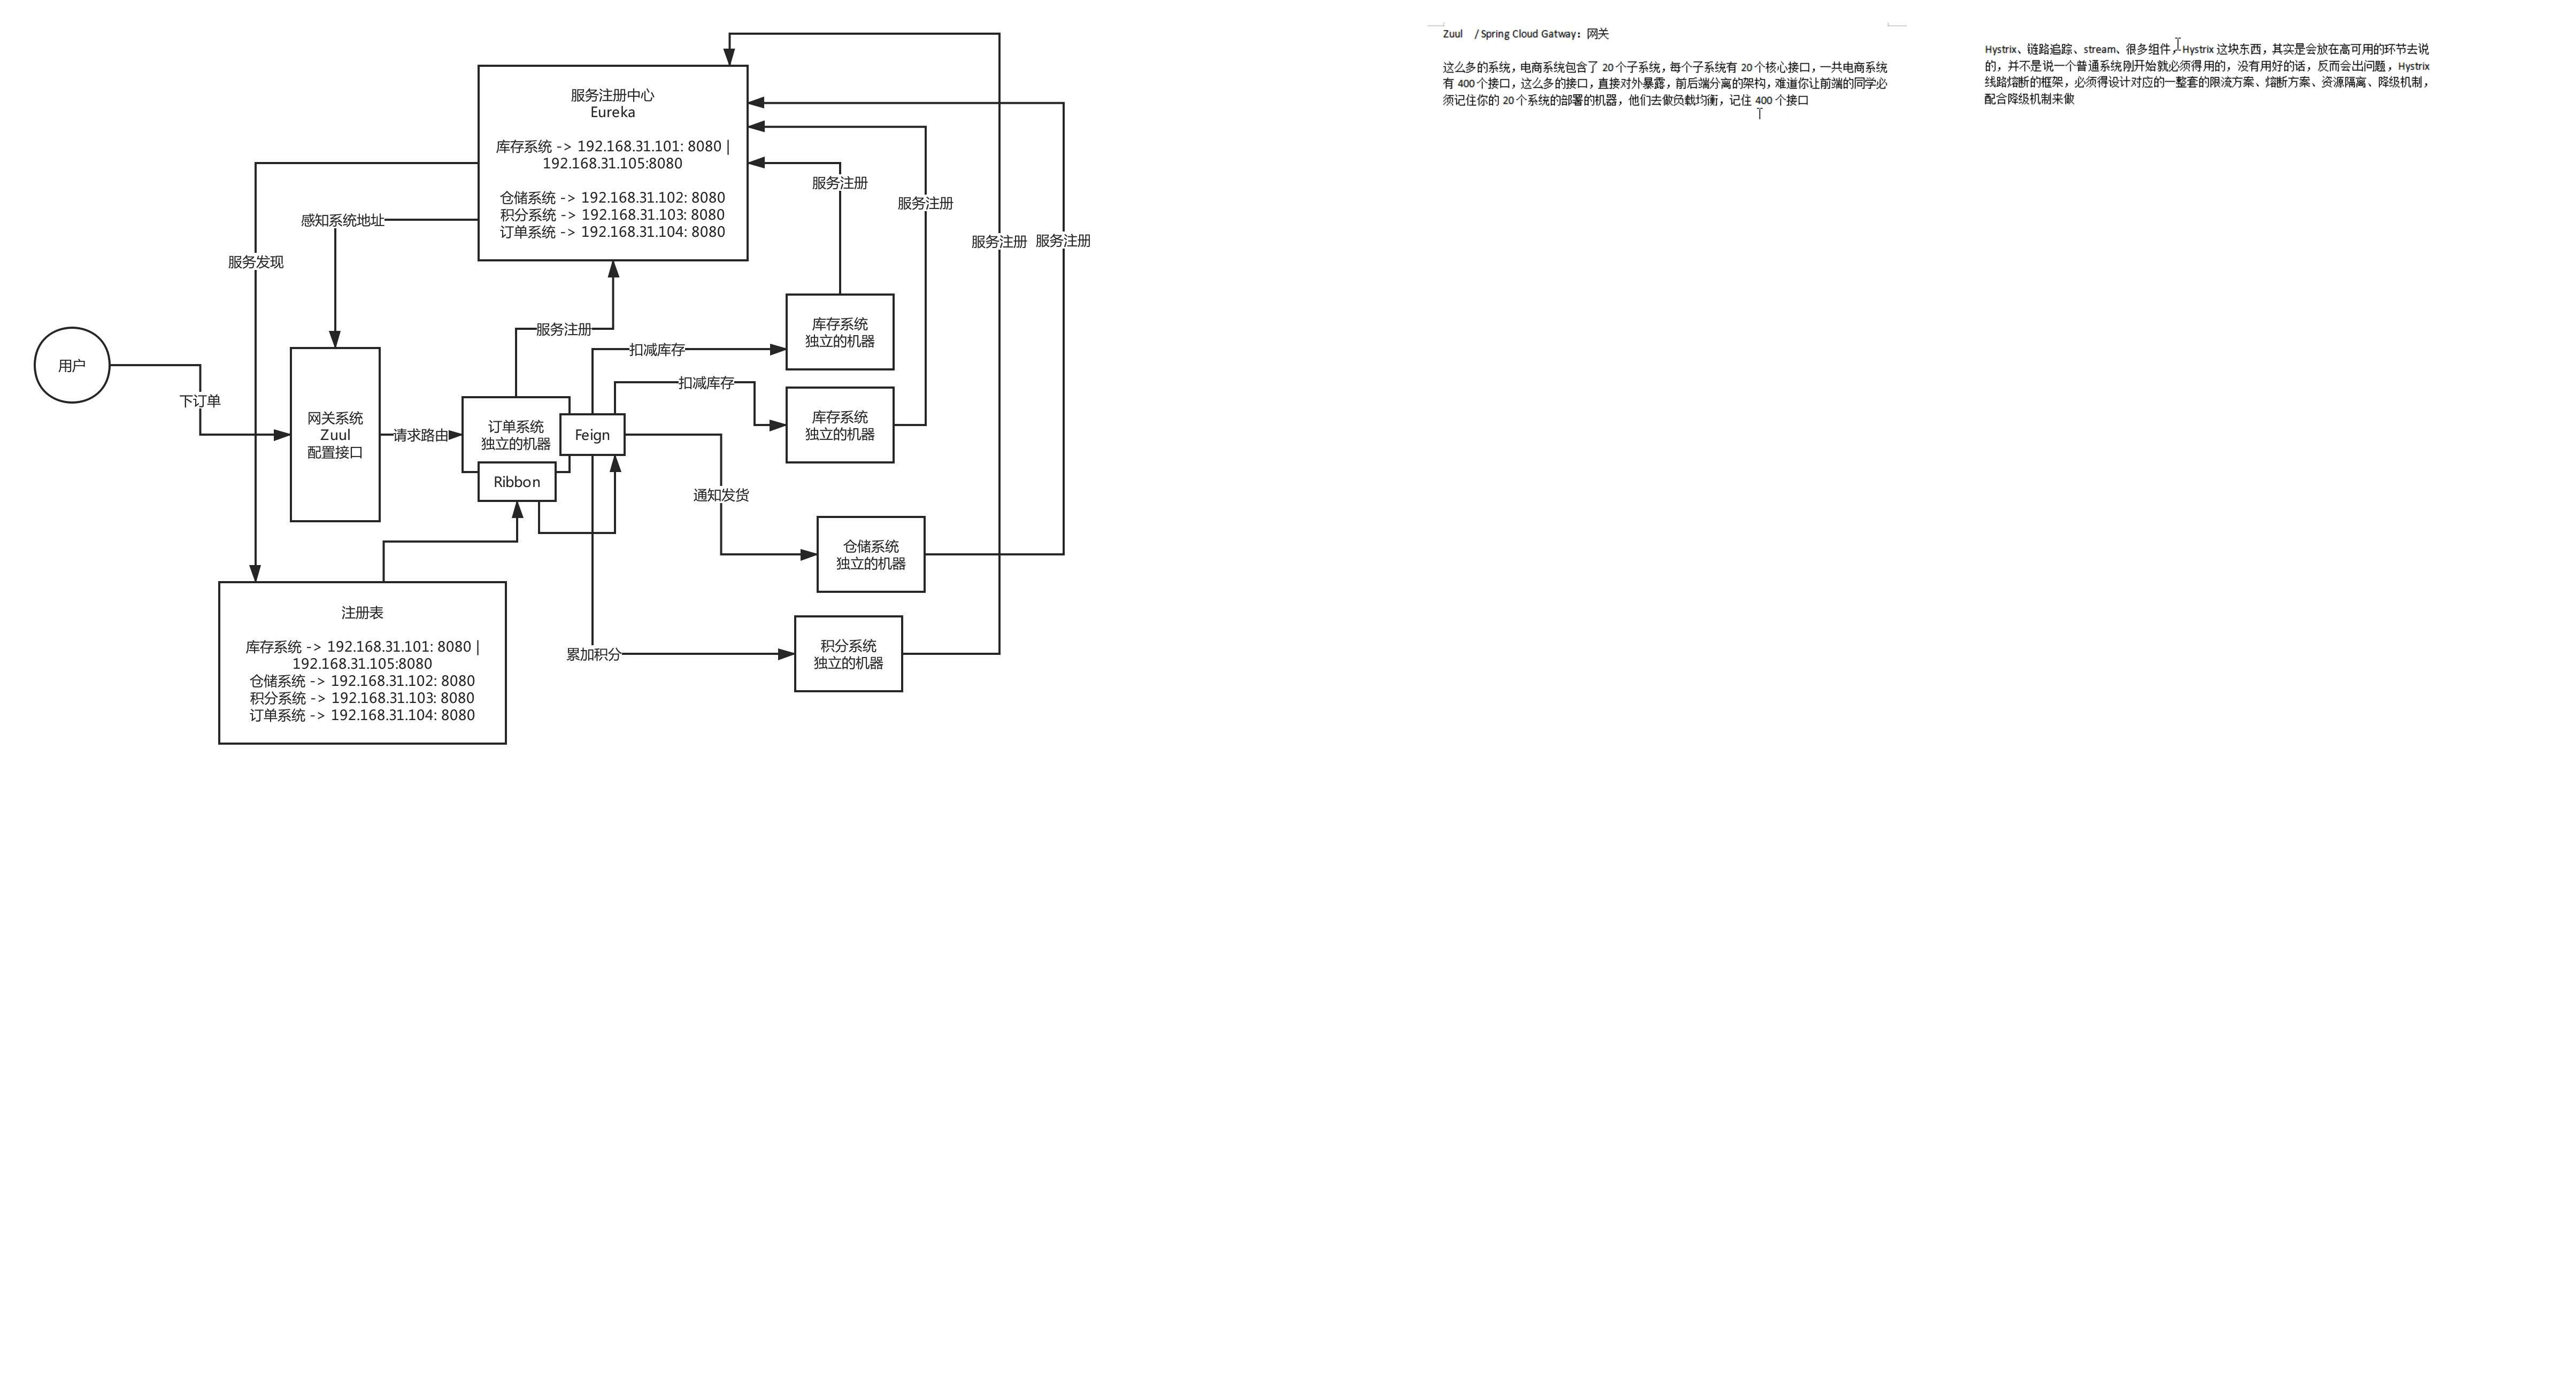 服务注册中心
Eureka
库存系统 -> 192.168.31.101: 8080 |
192.168.31.105:8080
仓储系统 -> 192.168.31.102: 8080
积分系统 -> 192.168.31.103: 8080
订单系统 -> 192.168.31.104: 8080
服务注册
服务注册
服务注册
服务注册
感知系统地址
服务发现
服务注册
用户
下订单
网关系统
Zuul
配置接口
请求路由
订单系统
独立的机器
Feign
Ribbon
扣减库存
扣减库存
库存系统
独立的机器
库存系统
独立的机器
通知发货
仓储系统
独立的机器
累加积分
积分系统
独立的机器
注册表
库存系统 -> 192.168.31.101: 8080 |
192.168.31.105:8080
仓储系统 -> 192.168.31.102: 8080
积分系统 -> 192.168.31.103: 8080
订单系统 -> 192.168.31.104: 8080
Zuul / Spring Cloud Gatway：网关
这么多的系统，电商系统包含了 20 个子系统，每个子系统有 20 个核心接口，一共电商系统
有 400 个接口，这么多的接口，直接对外暴露，前后端分离的架构，难道你让前端的同学必
须记住你的 20 个系统的部署的机器，他们去做负载均衡，记住 400 个接口
Hystrix、链路追踪、stream、很多组件，Hystrix 这块东西，其实是会放在高可用的环节去说
的，并不是说一个普通系统刚开始就必须得用的，没有用好的话，反而会出问题，Hystrix
线路熔断的框架，必须得设计对应的一整套的限流方案、熔断方案、资源隔离、降级机制，
配合降级机制来做